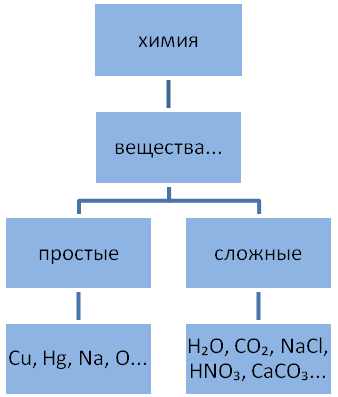 химия
вещества...
простые
сложные
Cu, Hg, Na, O...
H₂O, CO₂, NaCl,
HNO₃, CaCO₃...